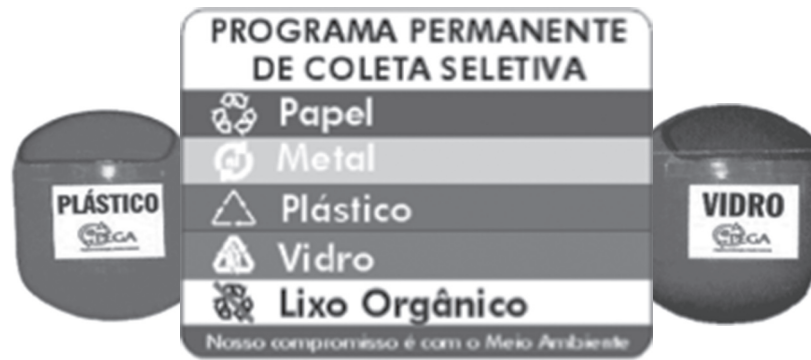 PROGRAMA PERMANENTE
DE COLETA SELETIVA
Papel
Metal
Plástico
Vidro
Lixo Orgânico
Nosso compromisso é com o Meio Ambiente
PLÁSTICO
VIDRO